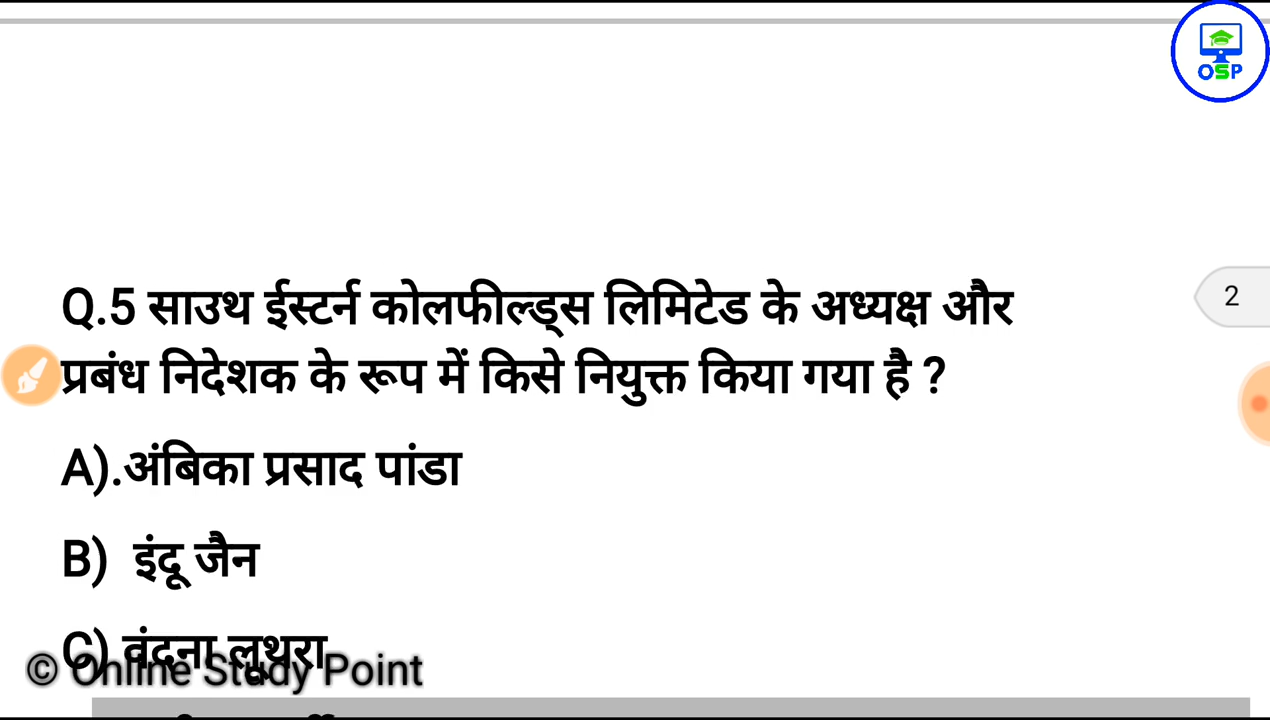 OSP
Q.5 साउथ ईस्टर्न कोलफील्ड्स लिमिटेड के अध्यक्ष और
2
प्रबंध निदेशक के रूप में किसे नियुक्त किया गया है ?
A).अंबिका प्रसाद पांडा
B) इंदू जैन
C) वंदना लूथरा
© Online Study Point